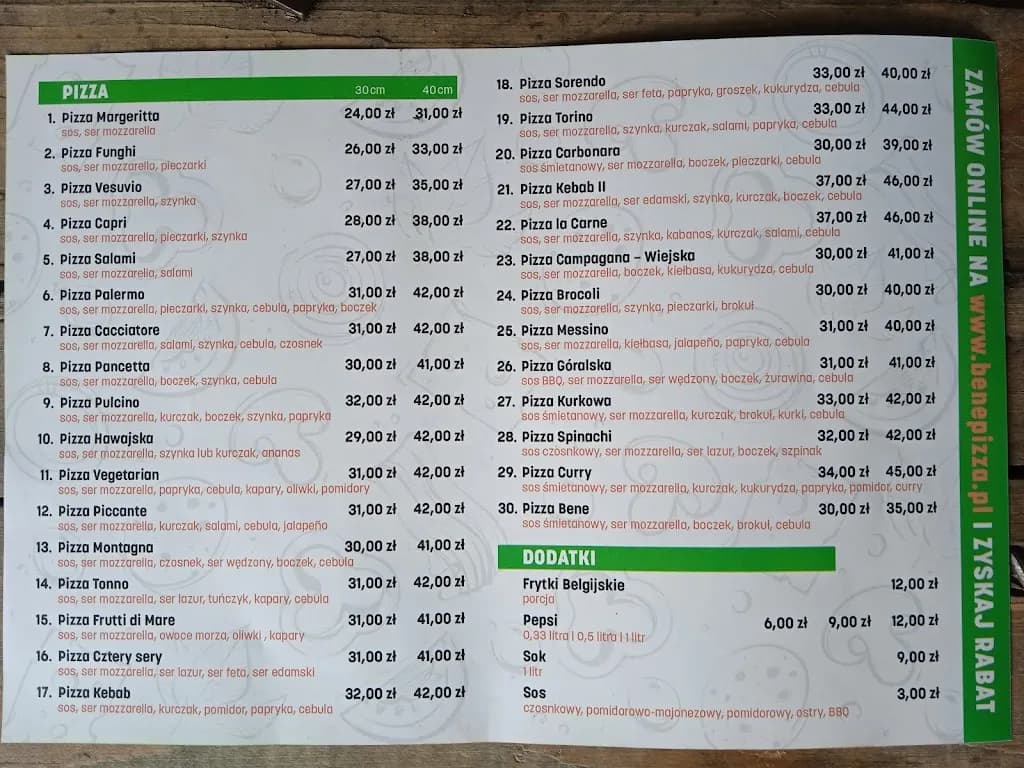 PIZZA 30cm 40cm
1. Pizza Margeritta 24,00 zł 31,00 zł
sos, ser mozzarella
2. Pizza Funghi 26,00 zł 33,00 zł
sos, ser mozzarella, pieczarki
3. Pizza Vesuvio 27,00 zł 35,00 zł
sos, ser mozzarella, szynka
4. Pizza Capri 28,00 zł 38,00 zł
sos, ser mozzarella, pieczarki, szynka
5. Pizza Salami 27,00 zł 38,00 zł
sos, ser mozzarella, salami
6. Pizza Palermo 31,00 zł 42,00 zł
sos, ser mozzarella, pieczarki, szynka, cebula, papryka, boczek
7. Pizza Cacciatore 31,00 zł 42,00 zł
sos, ser mozzarella, salami, szynka, cebula, czosnek
8. Pizza Pancetta 30,00 zł 41,00 zł
sos, ser mozzarella, boczek, szynka, cebula
9. Pizza Pulcino 32,00 zł 42,00 zł
sos, ser mozzarella, kurczak, boczek, szynka, papryka
10. Pizza Hawajska 29,00 zł 42,00 zł
sos, ser mozzarella, szynka lub kurczak, ananas
11. Pizza Vegetarian 31,00 zł 42,00 zł
sos, ser mozzarella, papryka, cebula, kapary, oliwki, pomidory
12. Pizza Piccante 31,00 zł 42,00 zł
sos, ser mozzarella, kurczak, salami, cebula, jalapeño
13. Pizza Montagna 30,00 zł 41,00 zł
sos, ser mozzarella, czosnek, ser wędzony, boczek, cebula
14. Pizza Tonno 31,00 zł 42,00 zł
sos, ser mozzarella, ser lazur, tuńczyk, kapary, cebula
15. Pizza Frutti di Mare 31,00 zł 41,00 zł
sos, ser mozzarella, owoce morza, oliwki , kapary
16. Pizza Cztery sery 31,00 zł 41,00 zł
sos, ser mozzarella, ser lazur, ser feta, ser edamski
17. Pizza Kebab 32,00 zł 42,00 zł
sos, ser mozzarella, kurczak, pomidor, papryka, cebula
18. Pizza Sorendo 33,00 zł 40,00 zł
sos, ser mozzarella, ser feta, papryka, groszek, kukurydza, cebula
19. Pizza Torino 33,00 zł 44,00 zł
sos, ser mozzarella, szynka, kurczak, salami, papryka, cebula
20. Pizza Carbonara 30,00 zł 39,00 zł
sos śmietanowy, ser mozzarella, boczek, pieczarki, cebula
21. Pizza Kebab II 37,00 zł 46,00 zł
sos, ser mozzarella, ser edamski, szynka, kurczak, boczek, cebula
22. Pizza la Carne 37,00 zł 46,00 zł
sos, ser mozzarella, szynka, kabanos, kurczak, salami, cebula
23. Pizza Campagana – Wiejska 30,00 zł 41,00 zł
sos, ser mozzarella, boczek, kiełbasa, kukurydza, cebula
24. Pizza Brocoli 30,00 zł 40,00 zł
sos, ser mozzarella, szynka, pieczarki, brokuł
25. Pizza Messino 31,00 zł 40,00 zł
sos, ser mozzarella, kiełbasa, jalapeño, papryka, cebula
26. Pizza Góralska 31,00 zł 41,00 zł
sos BBQ, ser mozzarella, ser wędzony, boczek, żurawina, cebula
27. Pizza Kurkowa 33,00 zł 42,00 zł
sos śmietanowy, ser mozzarella, kurczak, brokuł, kurki, cebula
28. Pizza Spinachi 32,00 zł 42,00 zł
sos czosnkowy, ser mozzarella, ser lazur, boczek, szpinak
29. Pizza Curry 34,00 zł 45,00 zł
sos śmietanowy, ser mozzarella, kurczak, kukurydza, papryka, pomidor, curry
30. Pizza Bene 30,00 zł 35,00 zł
sos śmietanowy, ser mozzarella, boczek, brokuł, cebula
DODATKI
Frytki Belgijskie 12,00 zł
porcja
Pepsi 6,00 zł 9,00 zł 12,00 zł
0,33 litra | 0,5 litra | 1 litr
Sok 9,00 zł
1 litr
Sos 3,00 zł
czosnkowy, pomidorowo-majonezowy, pomidorowy, ostry, BBQ
ZAMÓW ONLINE NA www.benepizza.pl I ZYSKAJ RABAT